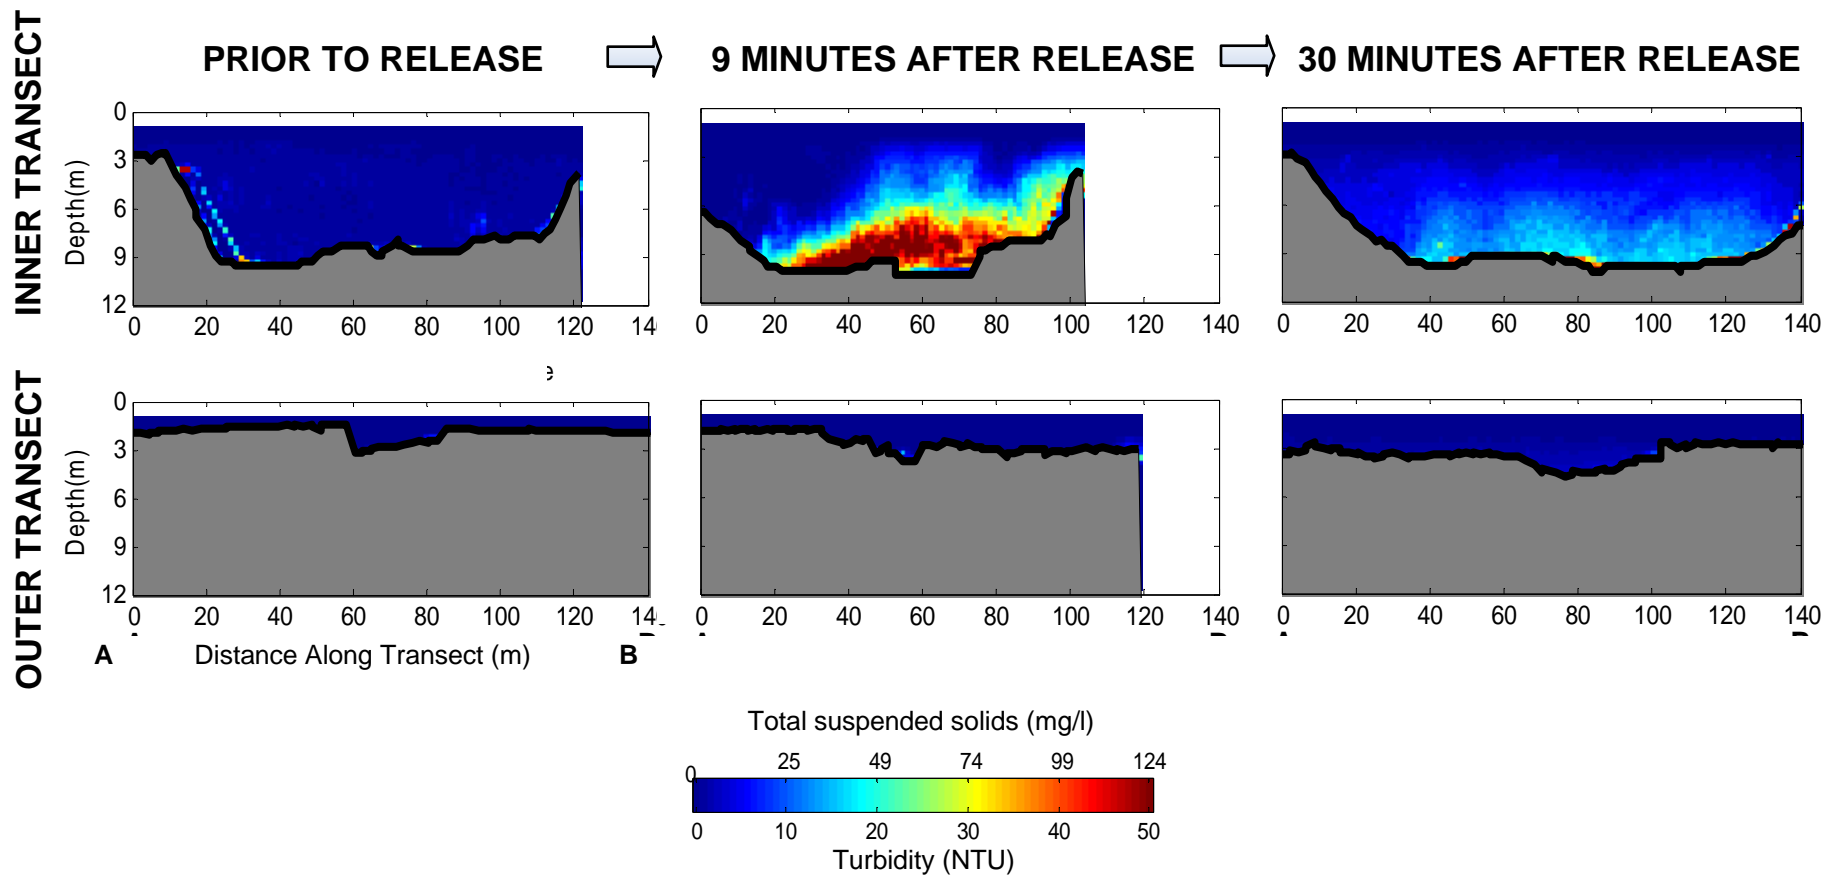 PRIOR TO RELEASE
9 MINUTES AFTER RELEASE
30 MINUTES AFTER RELEASE
INNER TRANSECT
Depth(m)
0
3
6
9
12
0 20 40 60 80 100 120
0 20 40 60 80 100 120 140
0 20 40 60 80 100 120 140
OUTER TRANSECT
Depth(m)
0
3
6
9
12
0 20 40 60 80 100 120
0 20 40 60 80 100 120 140
0 20 40 60 80 100 120 140
A Distance Along Transect (m) B
Total suspended solids (mg/l)
0 25 49 74 99 124
0 10 20 30 40 50
Turbidity (NTU)